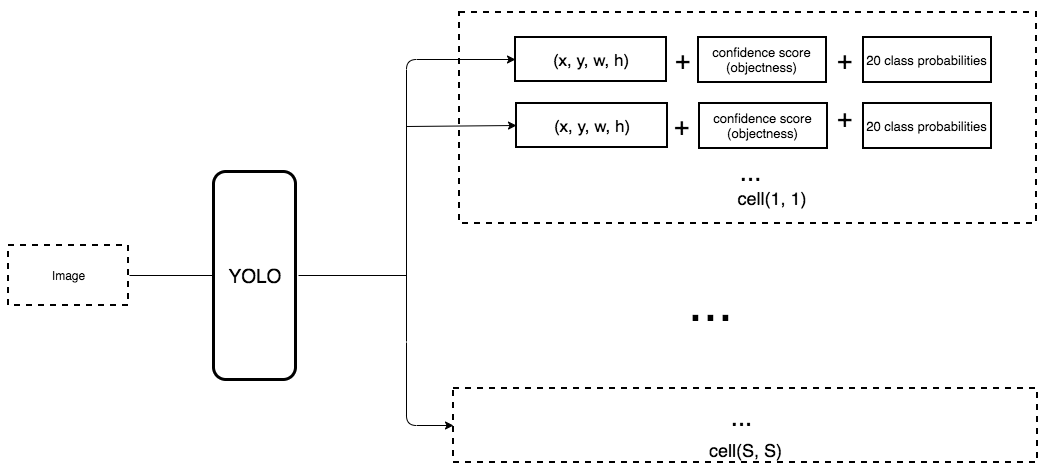 (x, y, w, h) + confidence score (objectness) + 20 class probabilities
(x, y, w, h) + confidence score (objectness) + 20 class probabilities
...
cell(1, 1)
Image
YOLO
...
...
cell(S, S)